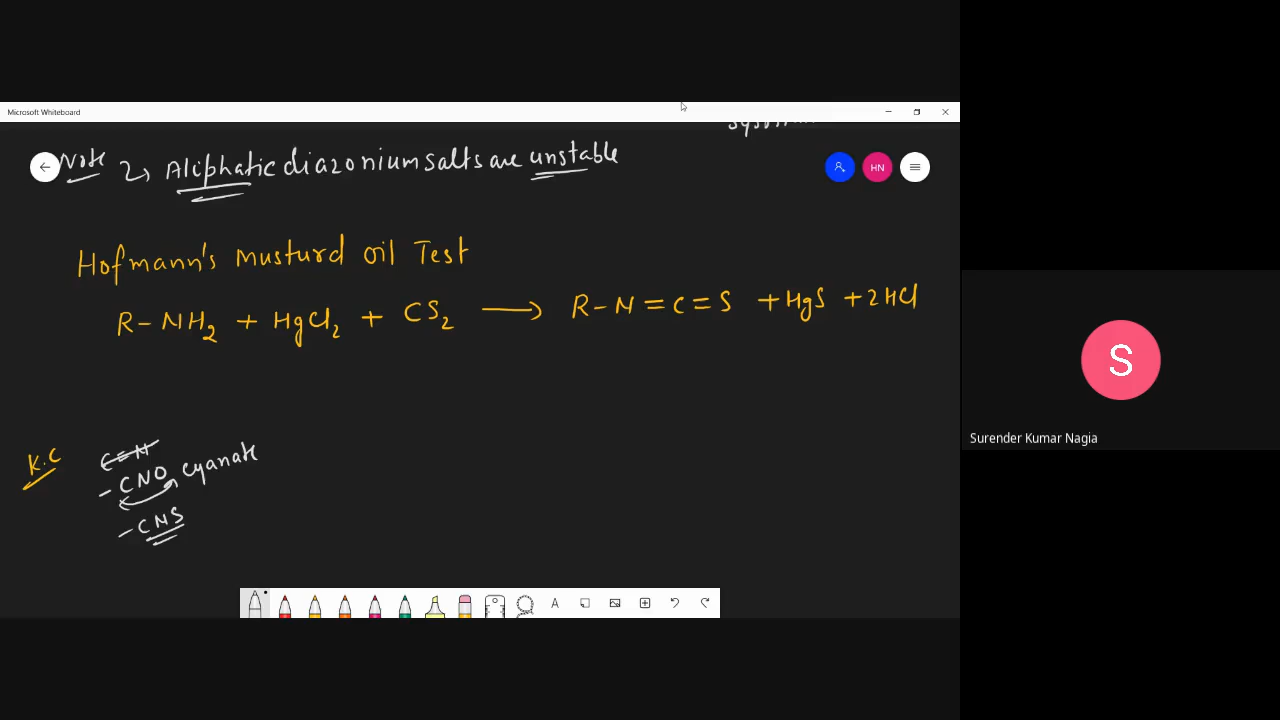 Microsoft Whiteboard
Note 2, Aliphatic diazonium salts are unstable
HN
Hofmann's Musturd oil Test
R-NH₂ + HgCl₂ + CS₂ ⟶ R-N=C=S + HgS + 2HCl
S
Surender Kumar Nagia
K.C
C≡N
-CNO cyanate
-CNS
A